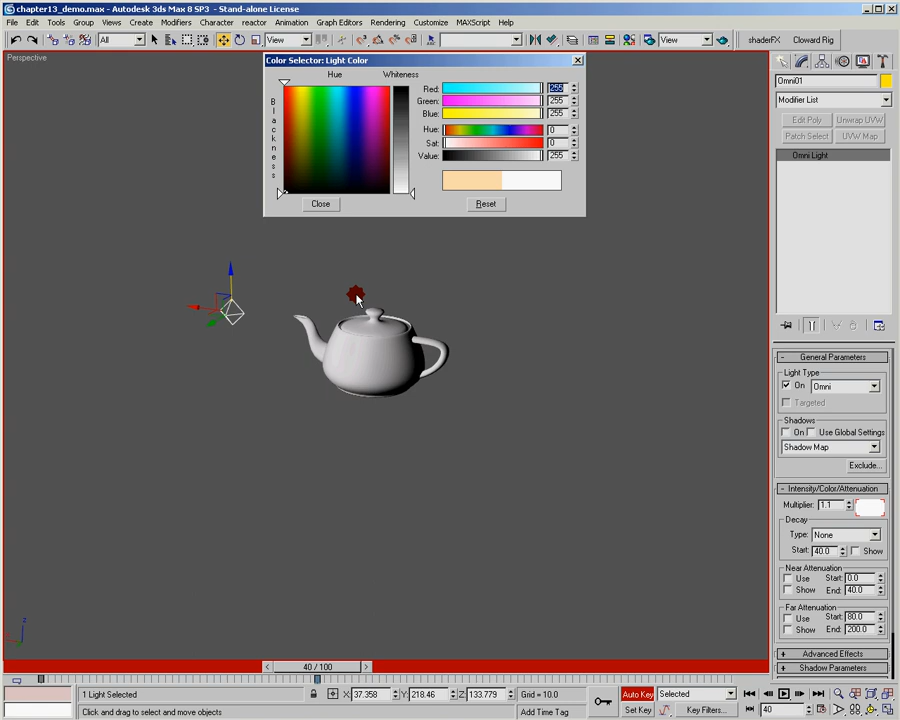 chapter13_demo.max - Autodesk 3ds Max 8 SP3 - Stand-alone License
File Edit Tools Group Views Create Modifiers Character reactor Animation Graph Editors Rendering Customize MAXScript Help
All View View shaderFX Cloward Rig
Perspective
Color Selector: Light Color
Hue Whiteness
Blackness
Red: 255
Green: 255
Blue: 255
Hue: 0
Sat: 0
Value: 255
Close Reset
Omni01
Modifier List
Edit Poly Unwrap UVW
Patch Select UVW Map
Omni Light
- General Parameters
Light Type
On Omni
Targeted
Shadows
On Use Global Settings
Shadow Map
Exclude...
- Intensity/Color/Attenuation
Multiplier: 1.1
Decay
Type: None
Start: 40.0 Show
Near Attenuation
Use Start: 0.0
Show End: 40.0
Far Attenuation
Use Start: 80.0
Show End: 200.0
+ Advanced Effects
+ Shadow Parameters
z
< 40 / 100 >
1 Light Selected X: 37.358 Y: 218.46 Z: 133.779 Grid = 10.0 Auto Key Selected
Click and drag to select and move objects Add Time Tag Set Key Key Filters... 40